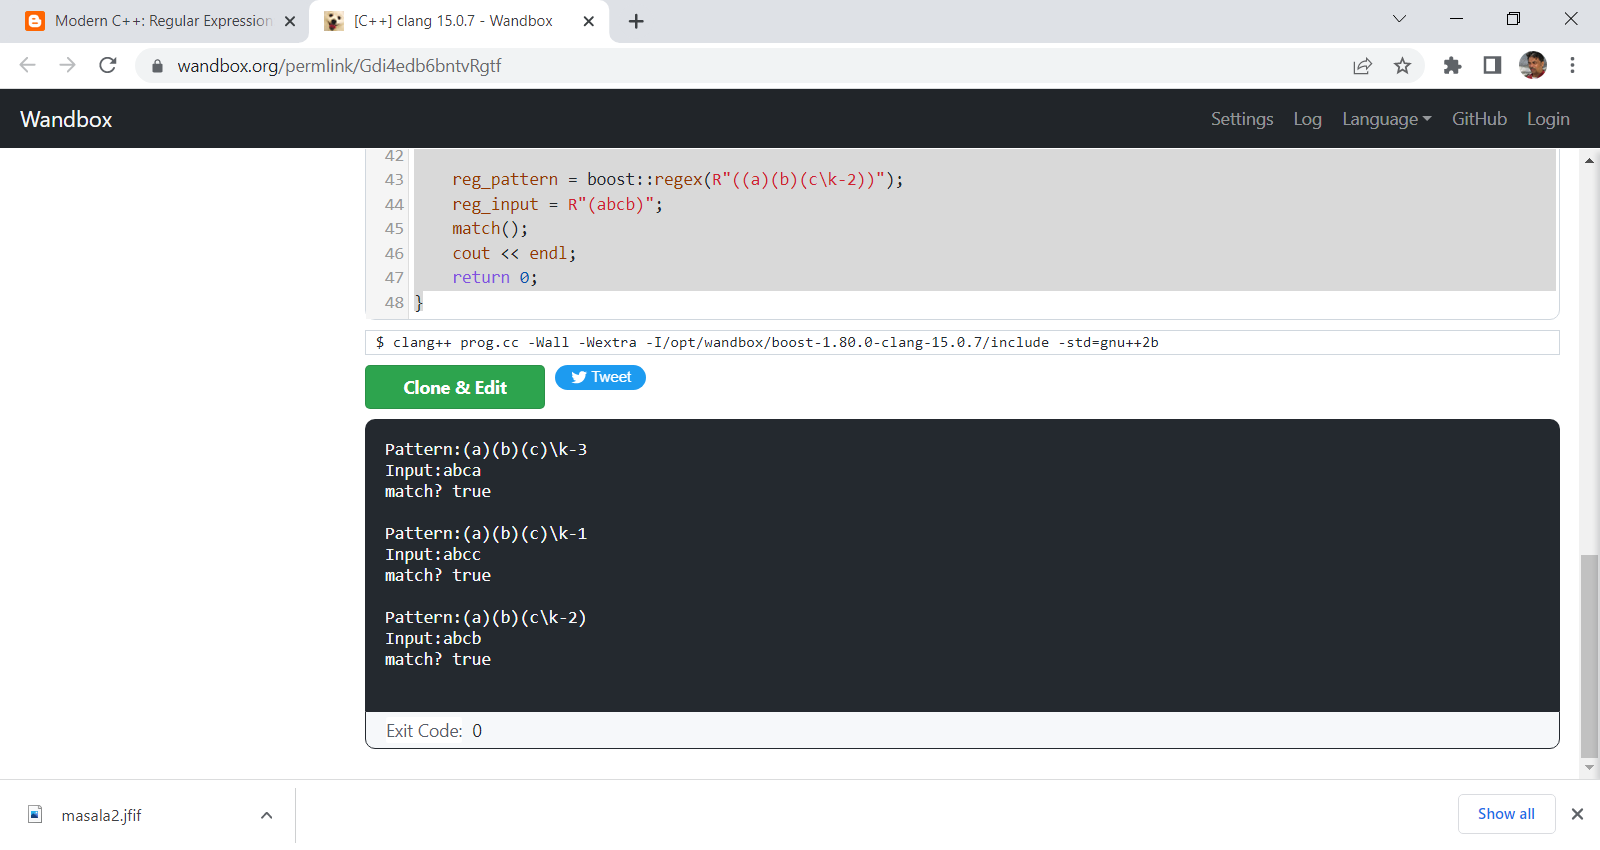 Modern C++: Regular Expression
[C++] clang 15.0.7 - Wandbox
wandbox.org/permlink/Gdi4edb6bntvRgtf
Wandbox
Settings Log Language GitHub Login
42
43 reg_pattern = boost::regex(R"((a)(b)(c\k-2))");
44 reg_input = R"(abcb)";
45 match();
46 cout << endl;
47 return 0;
48 }
$ clang++ prog.cc -Wall -Wextra -I/opt/wandbox/boost-1.80.0-clang-15.0.7/include -std=gnu++2b
Clone & Edit
Tweet
Pattern:(a)(b)(c)\k-3
Input:abca
match? true
Pattern:(a)(b)(c)\k-1
Input:abcc
match? true
Pattern:(a)(b)(c\k-2)
Input:abcb
match? true
Exit Code: 0
masala2.jfif
Show all